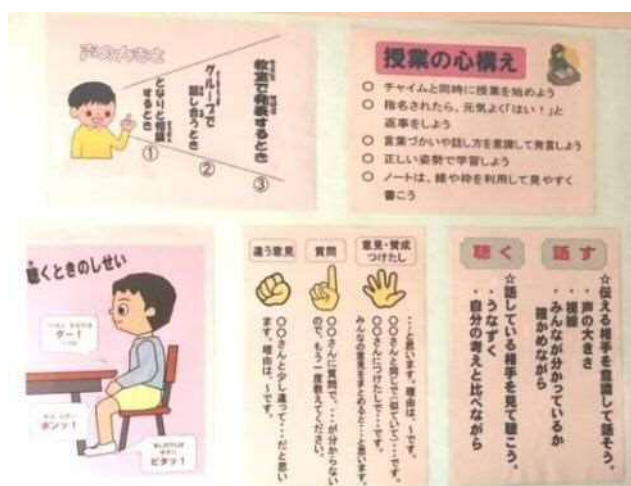 声の大きさ
となりと相談
するとき
①
グループで
話し合うとき
②
教室で発表するとき
③
授業の心構え
○ チャイムと同時に授業を始めよう
○ 指名されたら、元気よく「はい!」と
返事をしよう
○ 言葉づかいや話し方を意識して発言しよう
○ 正しい姿勢で学習しよう
○ ノートは、線や枠を利用して見やすく
書こう
聴くときのしせい
グー!
ポンッ!
ピタッ!
違う意見
○○さんと少し違って・・・だと思い
ます。理由は、~です。
質問
○○さんに質問で、・・・が分からない
ので、もう一度教えてください。
意見・賛成
つけたし
・・・と思います。理由は、~です。
○○さんと同じで(似ていて)・・・です。
○○さんにつけたしで・・・です。
みんなの意見をまとめると・・・と思います。
話す
☆伝える相手を意識して話そう。
・声の大きさ
・視線
・みんなが分かっているか
確かめながら
聴く
☆話している相手を見て聴こう。
・うなずく
・自分の考えと比べながら